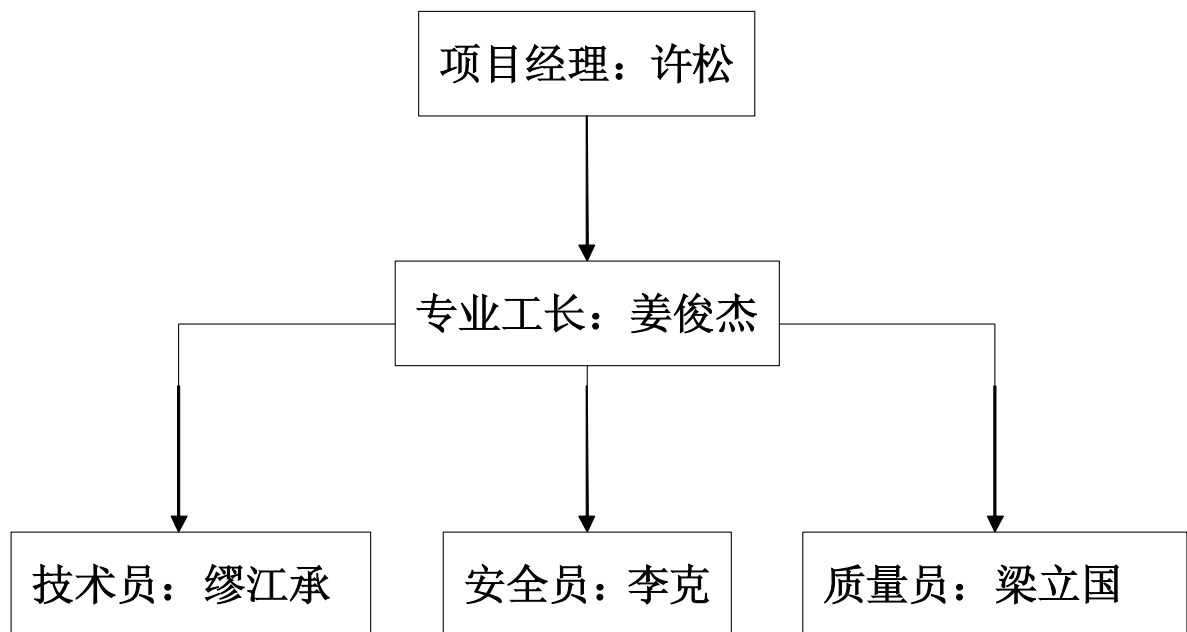 项目经理：许松
专业工长：姜俊杰
技术员：缪江承
安全员：李克
质量员：梁立国